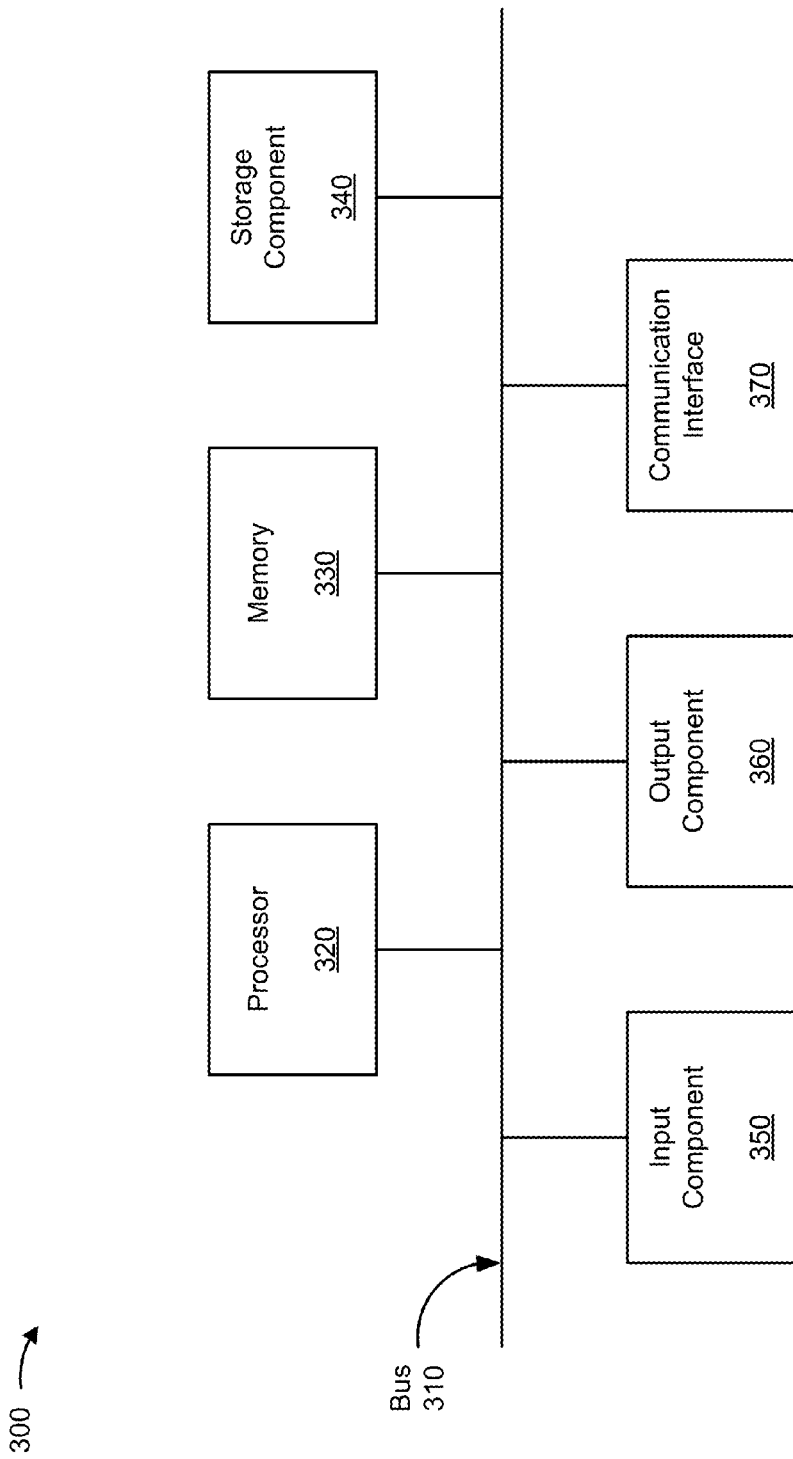 300
Bus
310
Processor
320
Memory
330
Storage
Component
340
Input
Component
350
Output
Component
360
Communication
Interface
370